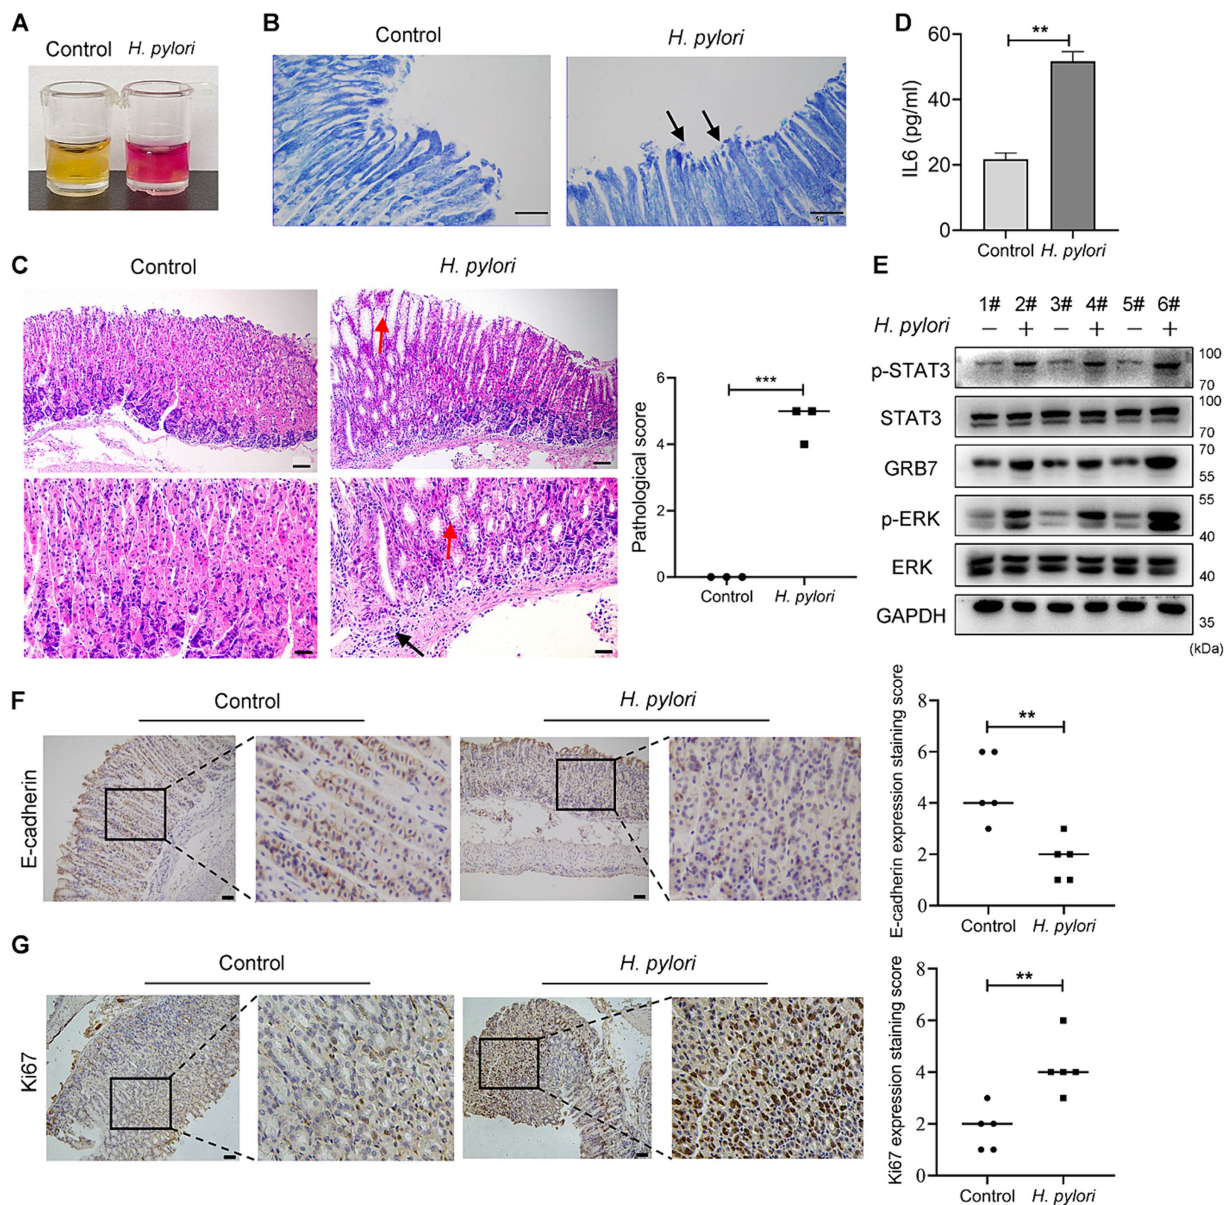 A
Control H. pylori
B
Control
H. pylori
50
D
**
IL6 (pg/ml)
60
40
20
0
Control H. pylori
C
Control
H. pylori
Pathological score
6
4
2
0
***
Control H. pylori
E
1# 2# 3# 4# 5# 6#
H. pylori – + – + – +
p-STAT3
100
70
STAT3
100
70
GRB7
70
55
p-ERK
55
40
ERK
40
GAPDH
35
(kDa)
F
Control
H. pylori
E-cadherin
E-cadherin expression staining score
8
6
4
2
0
**
Control H. pylori
G
Control
H. pylori
Ki67
Ki67 expression staining score
8
6
4
2
0
**
Control H. pylori